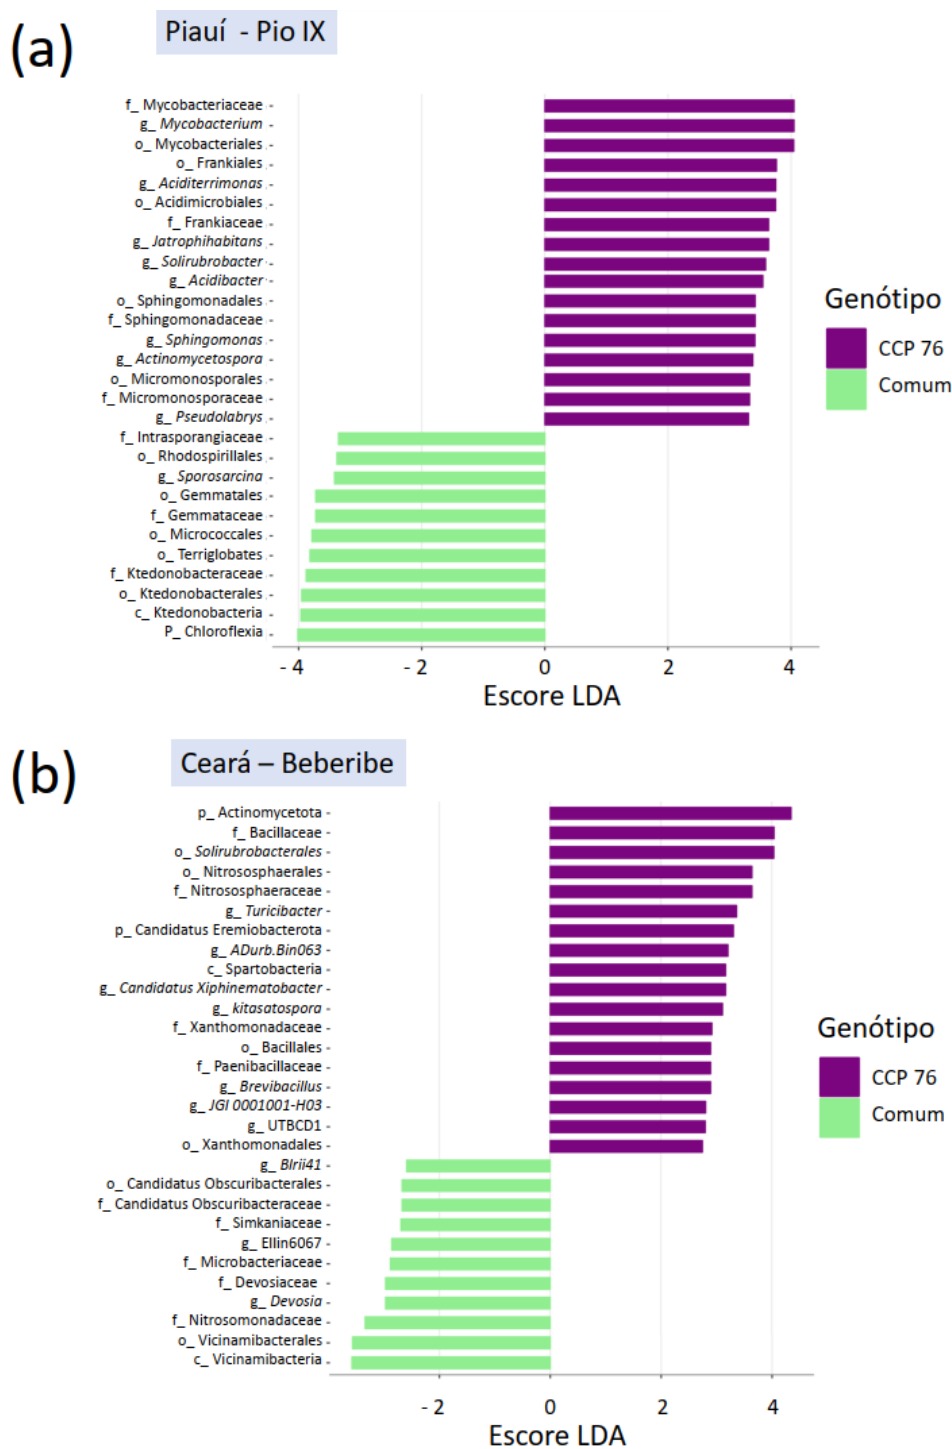 (a)
Piauí - Pio IX
f_ Mycobacteriaceae
g_ Mycobacterium
o_ Mycobacteriales
o_ Frankiales
g_ Aciditerrimonas
o_ Acidimicrobiales
f_ Frankiaceae
g_ Jatrophihabitans
g_ Solirubrobacter
g_ Acidibacter
o_ Sphingomonadales
f_ Sphingomonadaceae
g_ Sphingomonas
g_ Actinomycetospora
o_ Micromonosporales
f_ Micromonosporaceae
g_ Pseudolabrys
f_ Intrasporangiaceae
o_ Rhodospirillales
g_ Sporosarcina
o_ Gemmatales
f_ Gemmataceae
o_ Micrococcales
o_ Terriglobates
f_ Ktedonobacteraceae
o_ Ktedonobacterales
c_ Ktedonobacteria
P_ Chloroflexia
- 4 - 2 0 2 4
Escore LDA
Genótipo
CCP 76
Comum
(b)
Ceará – Beberibe
p_ Actinomycetota
f_ Bacillaceae
o_ Solirubrobacterales
o_ Nitrososphaerales
f_ Nitrososphaeraceae
g_ Turicibacter
p_ Candidatus Eremiobacterota
g_ ADurb.Bin063
c_ Spartobacteria
g_ Candidatus Xiphinematobacter
g_ kitasatospora
f_ Xanthomonadaceae
o_ Bacillales
f_ Paenibacillaceae
g_ Brevibacillus
g_ JGI 0001001-H03
g_ UTBCD1
o_ Xanthomonadales
g_ Blrii41
o_ Candidatus Obscuribacterales
f_ Candidatus Obscuribacteraceae
f_ Simkaniaceae
g_ Ellin6067
f_ Microbacteriaceae
f_ Devosiaceae
g_ Devosia
f_ Nitrosomonadaceae
o_ Vicinamibacterales
c_ Vicinamibacteria
- 2 0 2 4
Escore LDA
Genótipo
CCP 76
Comum